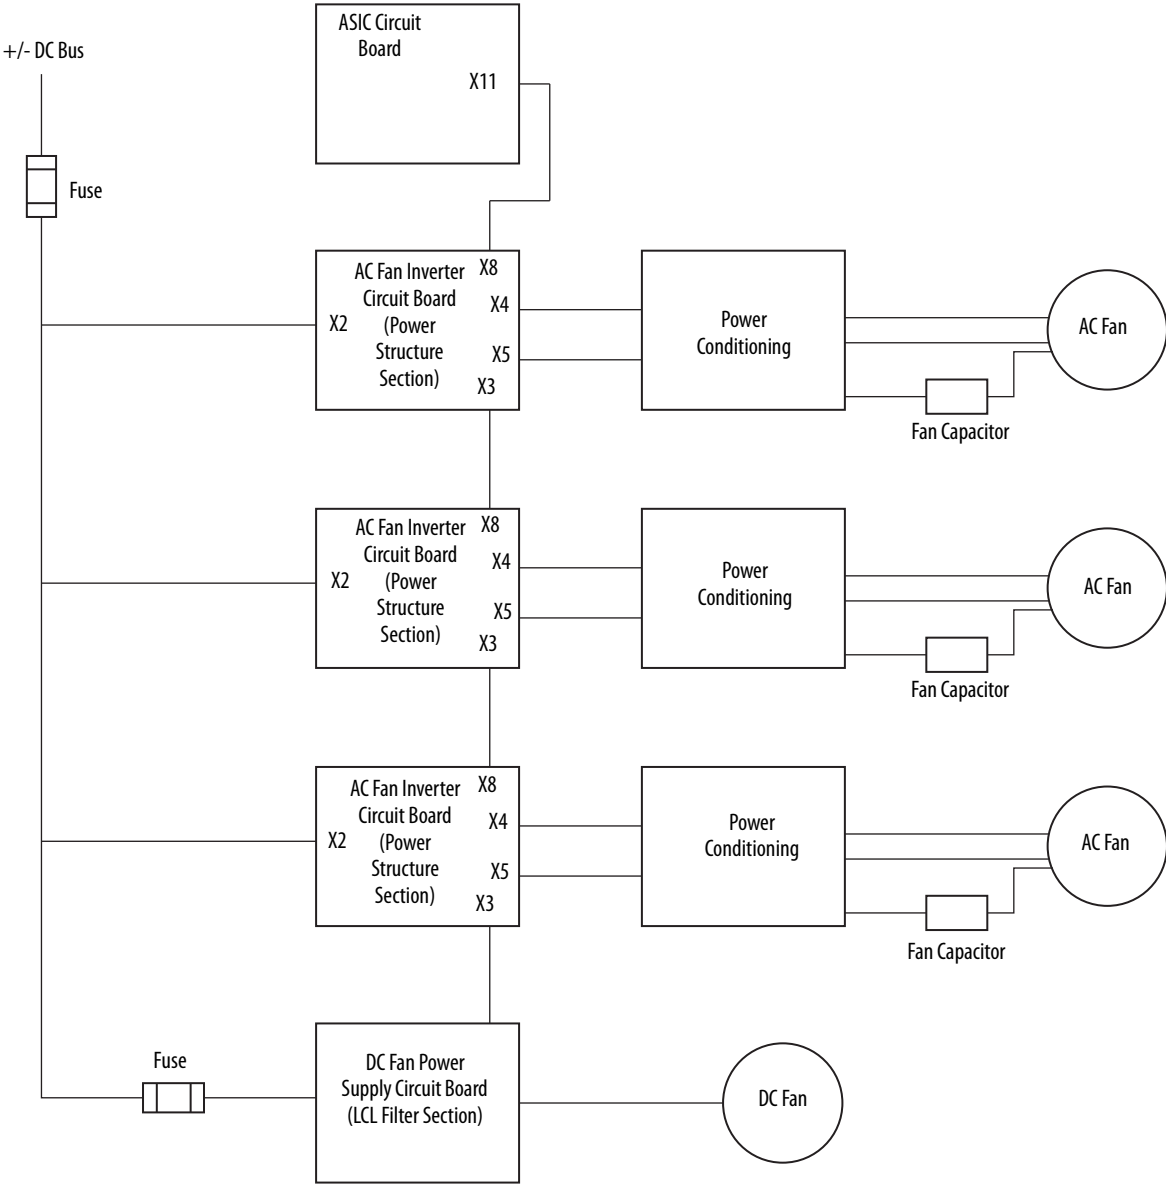 ASIC Circuit
Board
X11
+/- DC Bus
Fuse
AC Fan Inverter
Circuit Board
(Power
Structure
Section)
X8
X4
X2
X5
X3
Power
Conditioning
AC Fan
Fan Capacitor
AC Fan Inverter
Circuit Board
(Power
Structure
Section)
X8
X4
X2
X5
X3
Power
Conditioning
AC Fan
Fan Capacitor
AC Fan Inverter
Circuit Board
(Power
Structure
Section)
X8
X4
X2
X5
X3
Power
Conditioning
AC Fan
Fan Capacitor
Fuse
DC Fan Power
Supply Circuit Board
(LCL Filter Section)
DC Fan